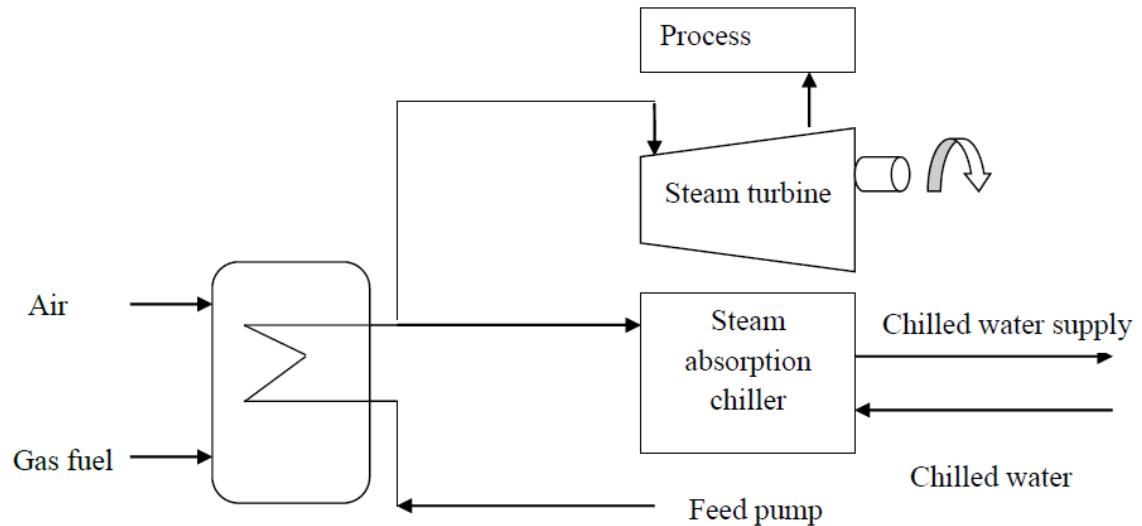 Process
Steam turbine
Air
Steam
absorption
chiller
Chilled water supply
Gas fuel
Chilled water
Feed pump